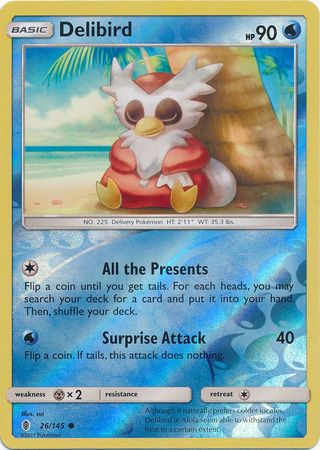 BASIC Delibird HP 90
NO. 225 Delivery Pokémon HT: 2'11" WT: 35.3 lbs.
All the Presents
Flip a coin until you get tails. For each heads, you may
search your deck for a card and put it into your hand.
Then, shuffle your deck.
Surprise Attack 40
Flip a coin. If tails, this attack does nothing.
weakness ×2 resistance retreat
Illus. sui
26/145
©2017 Pokémon
Although it naturally prefers colder locales,
Delibird in Alola seem able to withstand the
heat to a certain extent.